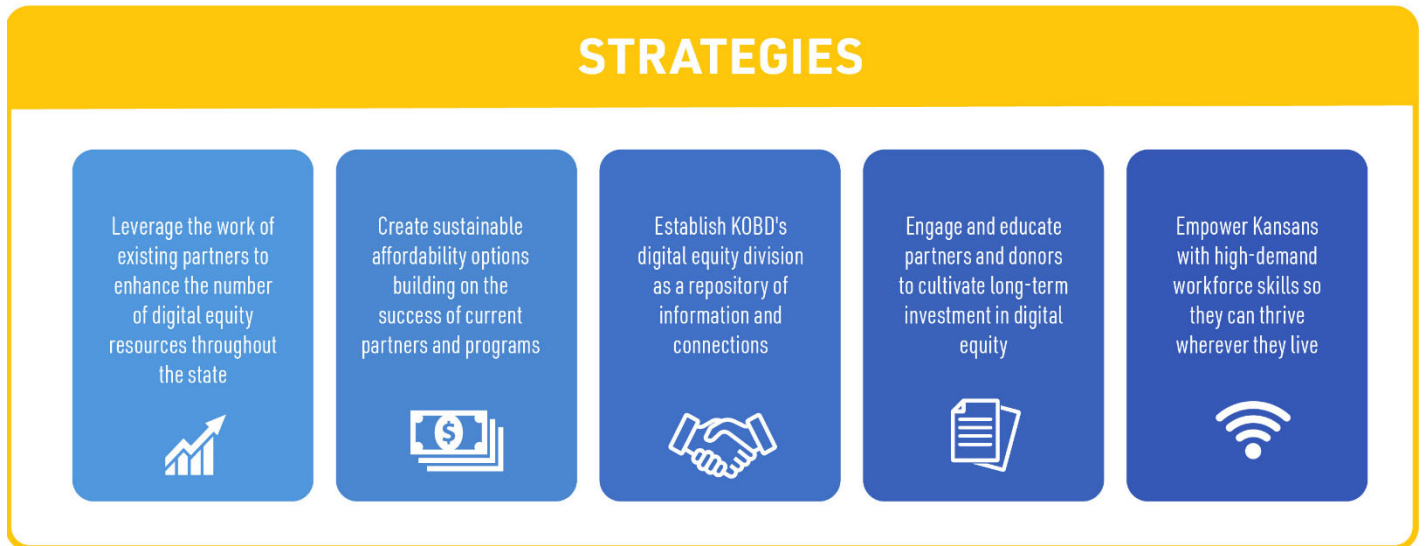 STRATEGIES
Leverage the work of
existing partners to
enhance the number
of digital equity
resources throughout
the state
Create sustainable
affordability options
building on the
success of current
partners and programs
$
Establish KOBD's
digital equity division
as a repository of
information and
connections
Engage and educate
partners and donors
to cultivate long-term
investment in digital
equity
Empower Kansans
with high-demand
workforce skills so
they can thrive
wherever they live